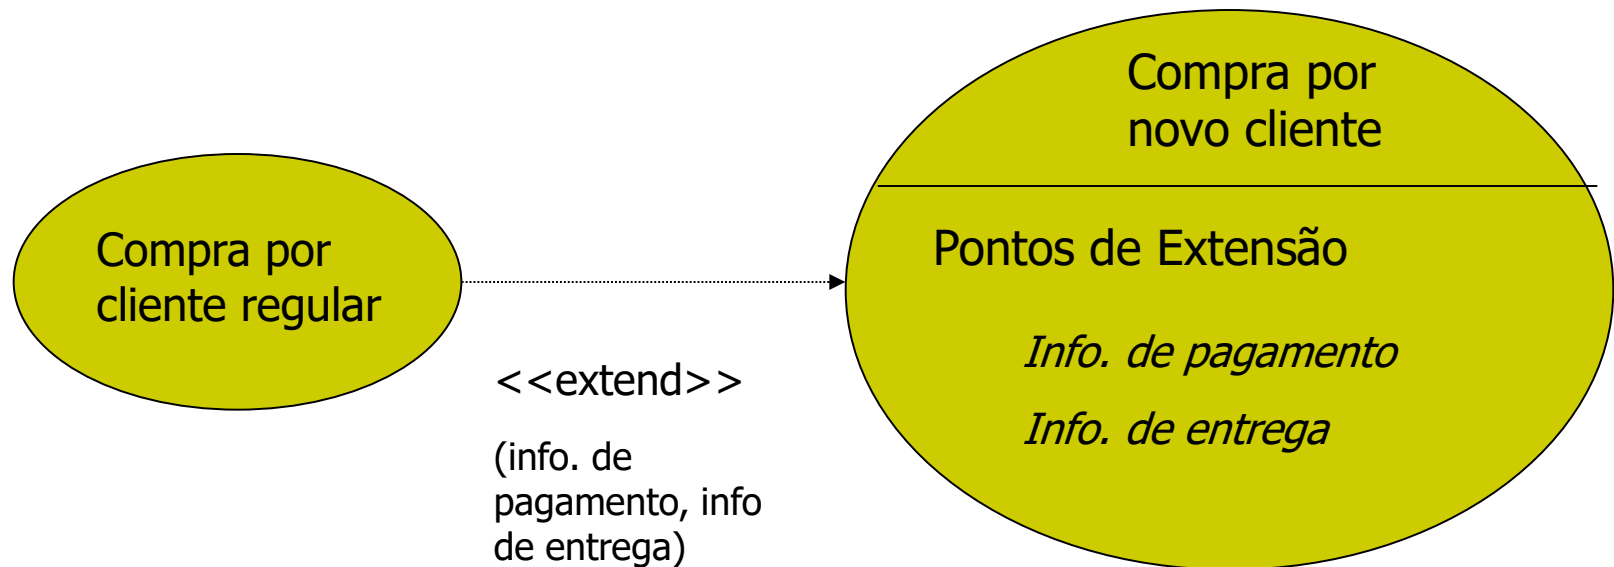 Compra por
cliente regular
<<extend>>
(info. de
pagamento, info
de entrega)
Compra por
novo cliente
Pontos de Extensão
Info. de pagamento
Info. de entrega